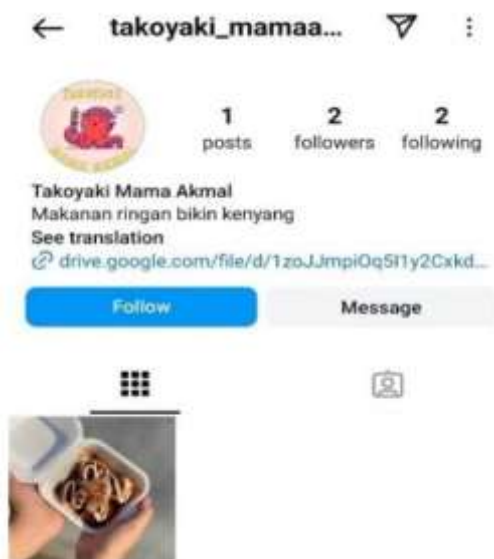 takoyaki_mamaa...
1 2 2
posts followers following
Takoyaki Mama Akmal
Makanan ringan bikin kenyang
See translation
drive.google.com/file/d/1zoJJmpiOq5I1y2Cxkd...
Follow Message